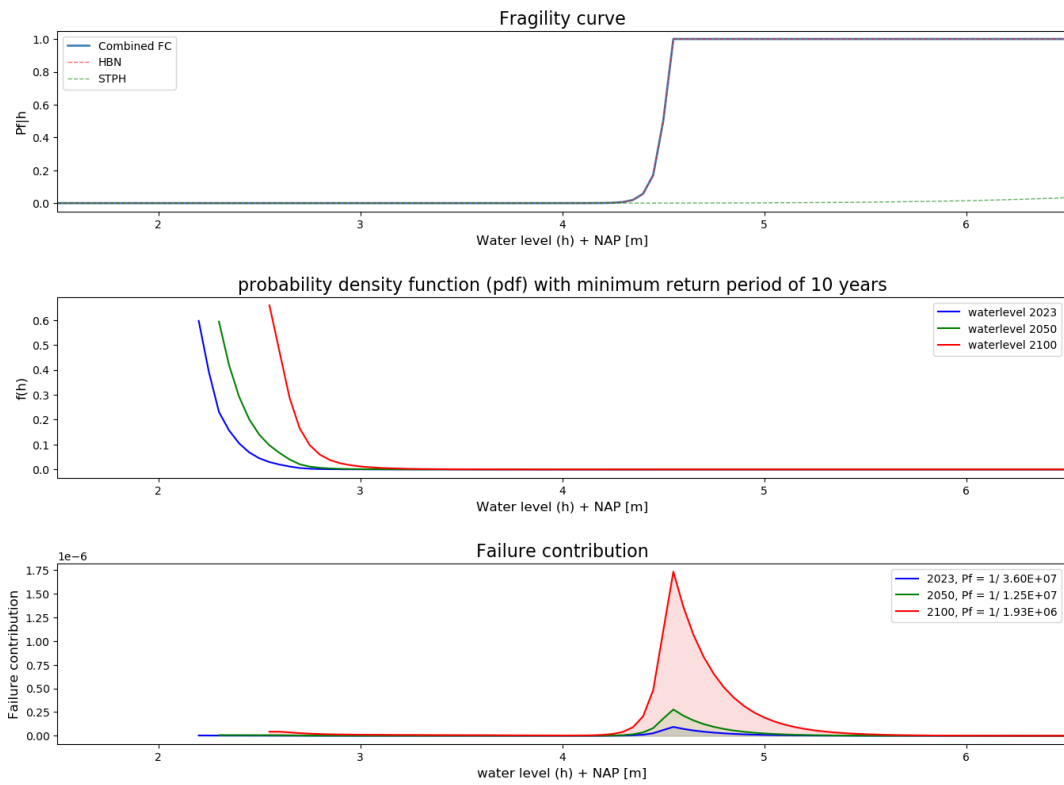 Fragility curve
1.0
0.8
0.6
0.4
0.2
0.0
Pf|h
Combined FC
HBN
STPH
2 3 4 5 6
Water level (h) + NAP [m]
probability density function (pdf) with minimum return period of 10 years
0.6
0.5
0.4
0.3
0.2
0.1
0.0
f(h)
waterlevel 2023
waterlevel 2050
waterlevel 2100
2 3 4 5 6
Water level (h) + NAP [m]
Failure contribution
1e−6
1.75
1.50
1.25
1.00
0.75
0.50
0.25
0.00
Failure contribution
2023, Pf = 1/ 3.60E+07
2050, Pf = 1/ 1.25E+07
2100, Pf = 1/ 1.93E+06
2 3 4 5 6
water level (h) + NAP [m]